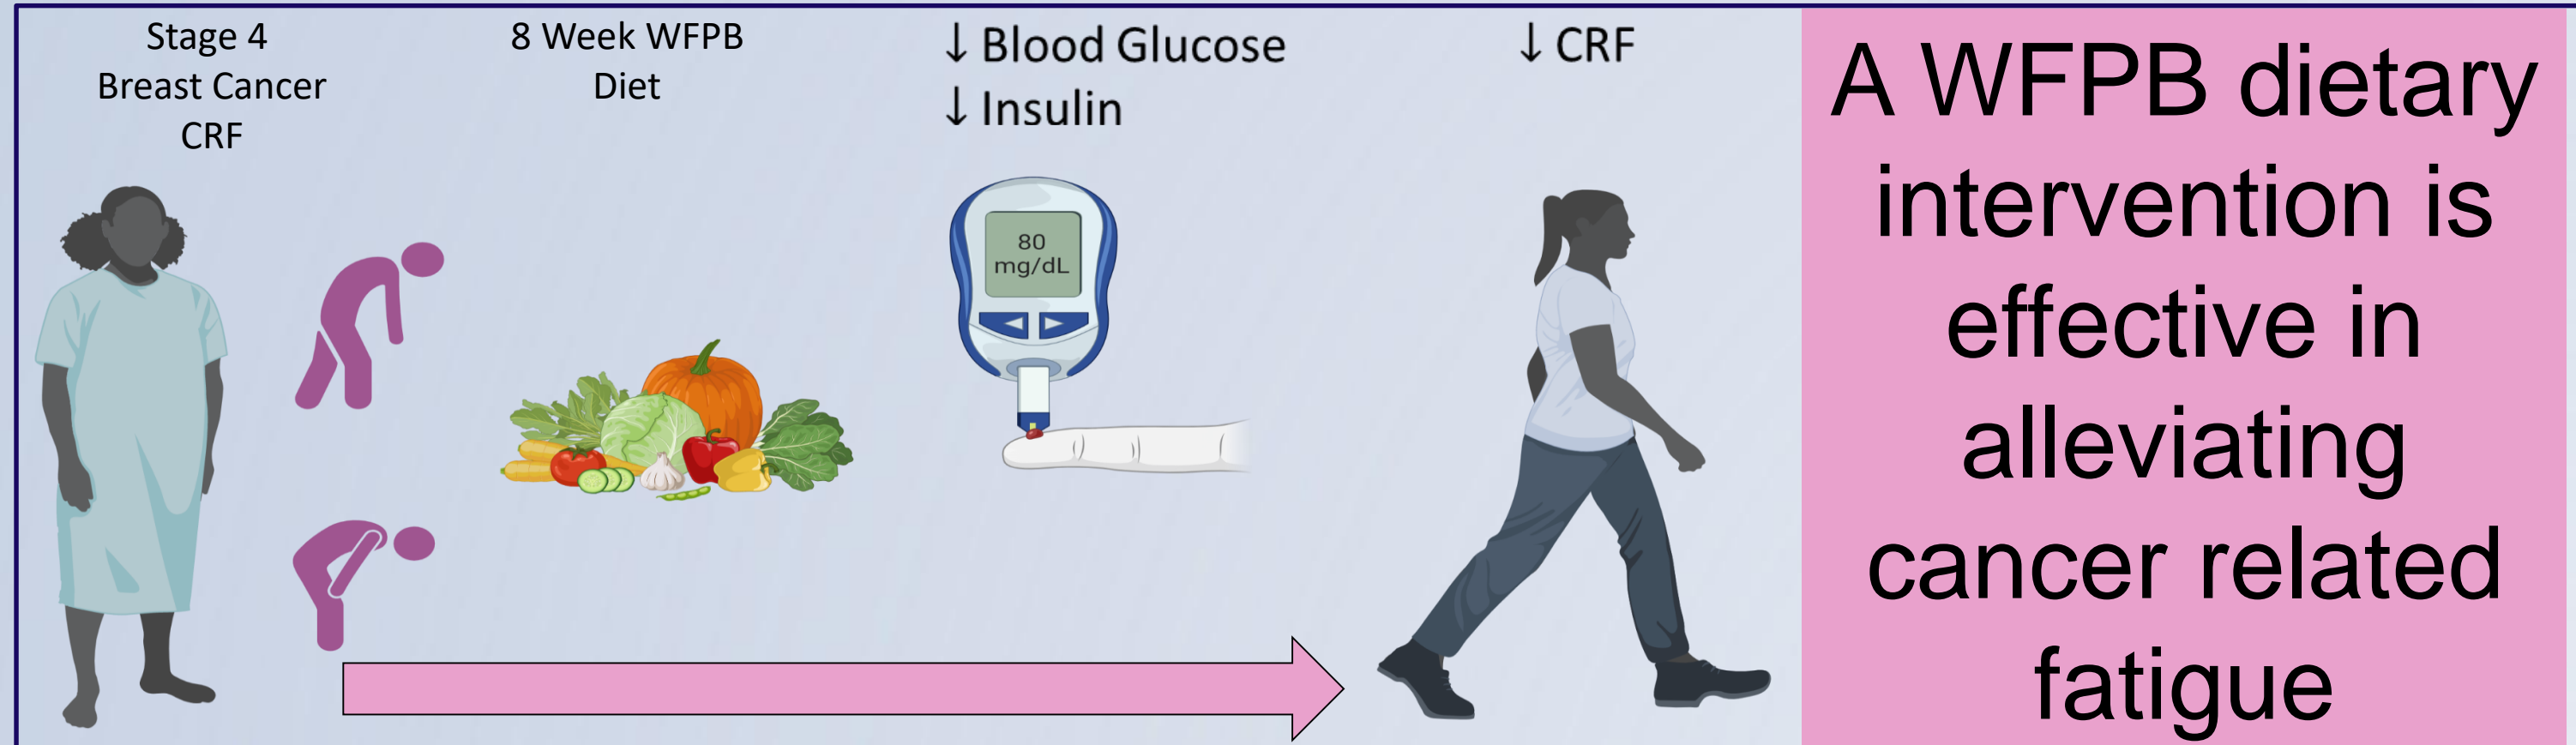 Stage 4
Breast Cancer
CRF
8 Week WFPB
Diet
↓ Blood Glucose
↓ Insulin
80
mg/dL
↓ CRF
A WFPB dietary
intervention is
effective in
alleviating
cancer related
fatigue